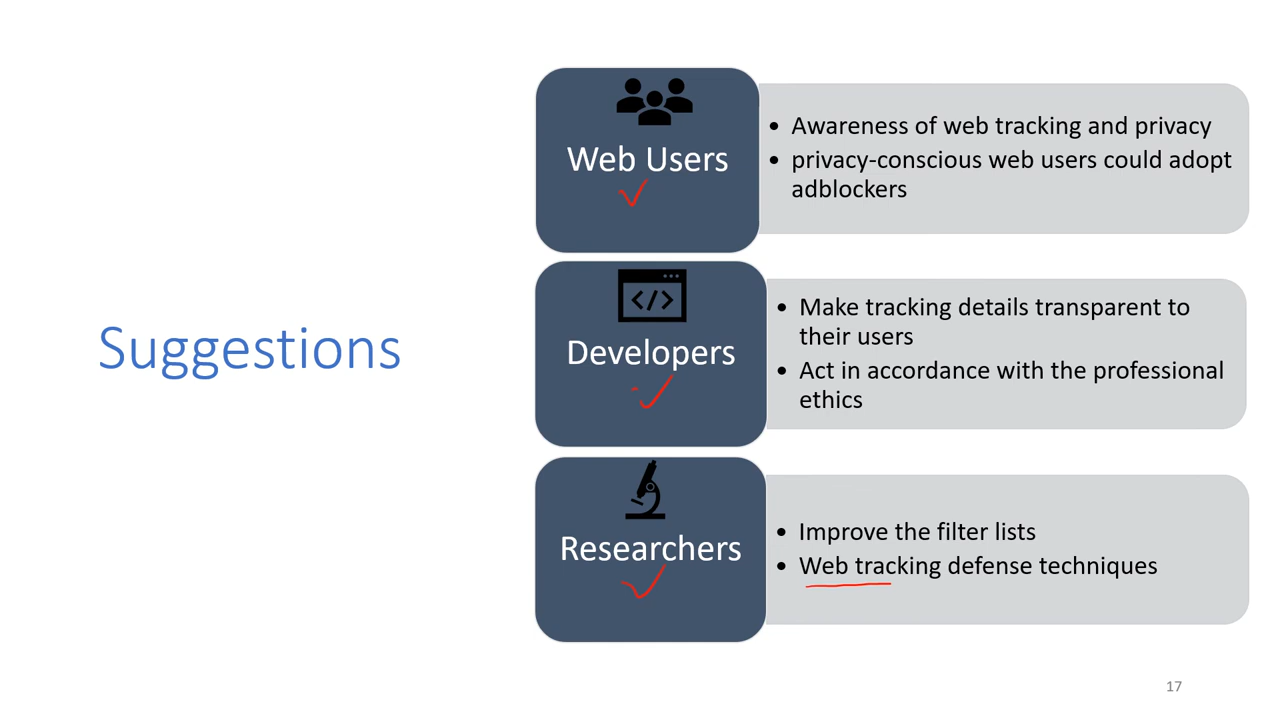 Suggestions
Web Users
• Awareness of web tracking and privacy
• privacy-conscious web users could adopt
adblockers
</>
Developers
• Make tracking details transparent to
their users
• Act in accordance with the professional
ethics
Researchers
• Improve the filter lists
• Web tracking defense techniques
17